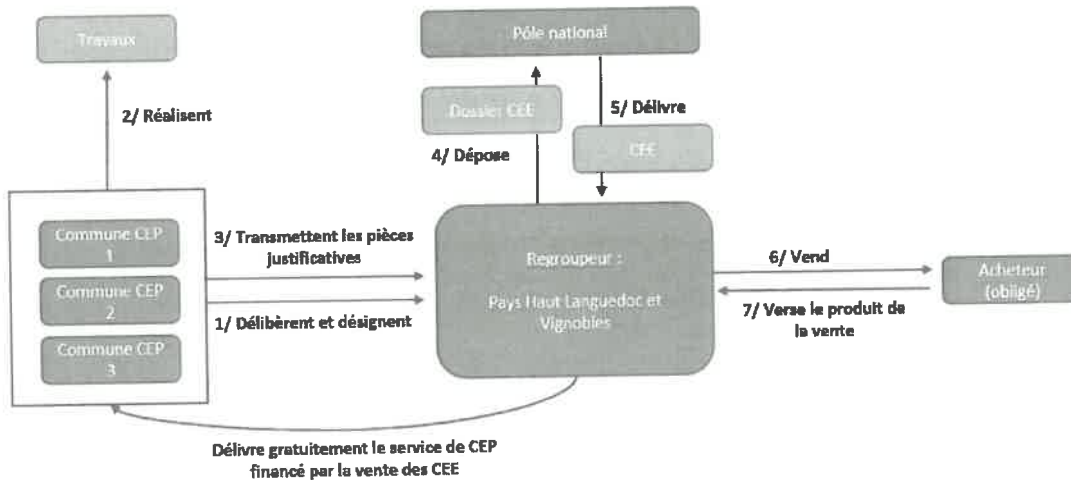 Travaux
Pôle national
2/ Réalisent
Dossier CEE
5/ Délivre
4/ Dépose
CEE
Commune CEP
1
Commune CEP
2
Commune CEP
3
3/ Transmettent les pièces
justificatives
1/ Délibèrent et désignent
Regroupeur :
Pays Haut Languedoc et
Vignobles
6/ Vend
7/ Verse le produit de
la vente
Acheteur
(obligé)
Délivre gratuitement le service de CEP
financé par la vente des CEE